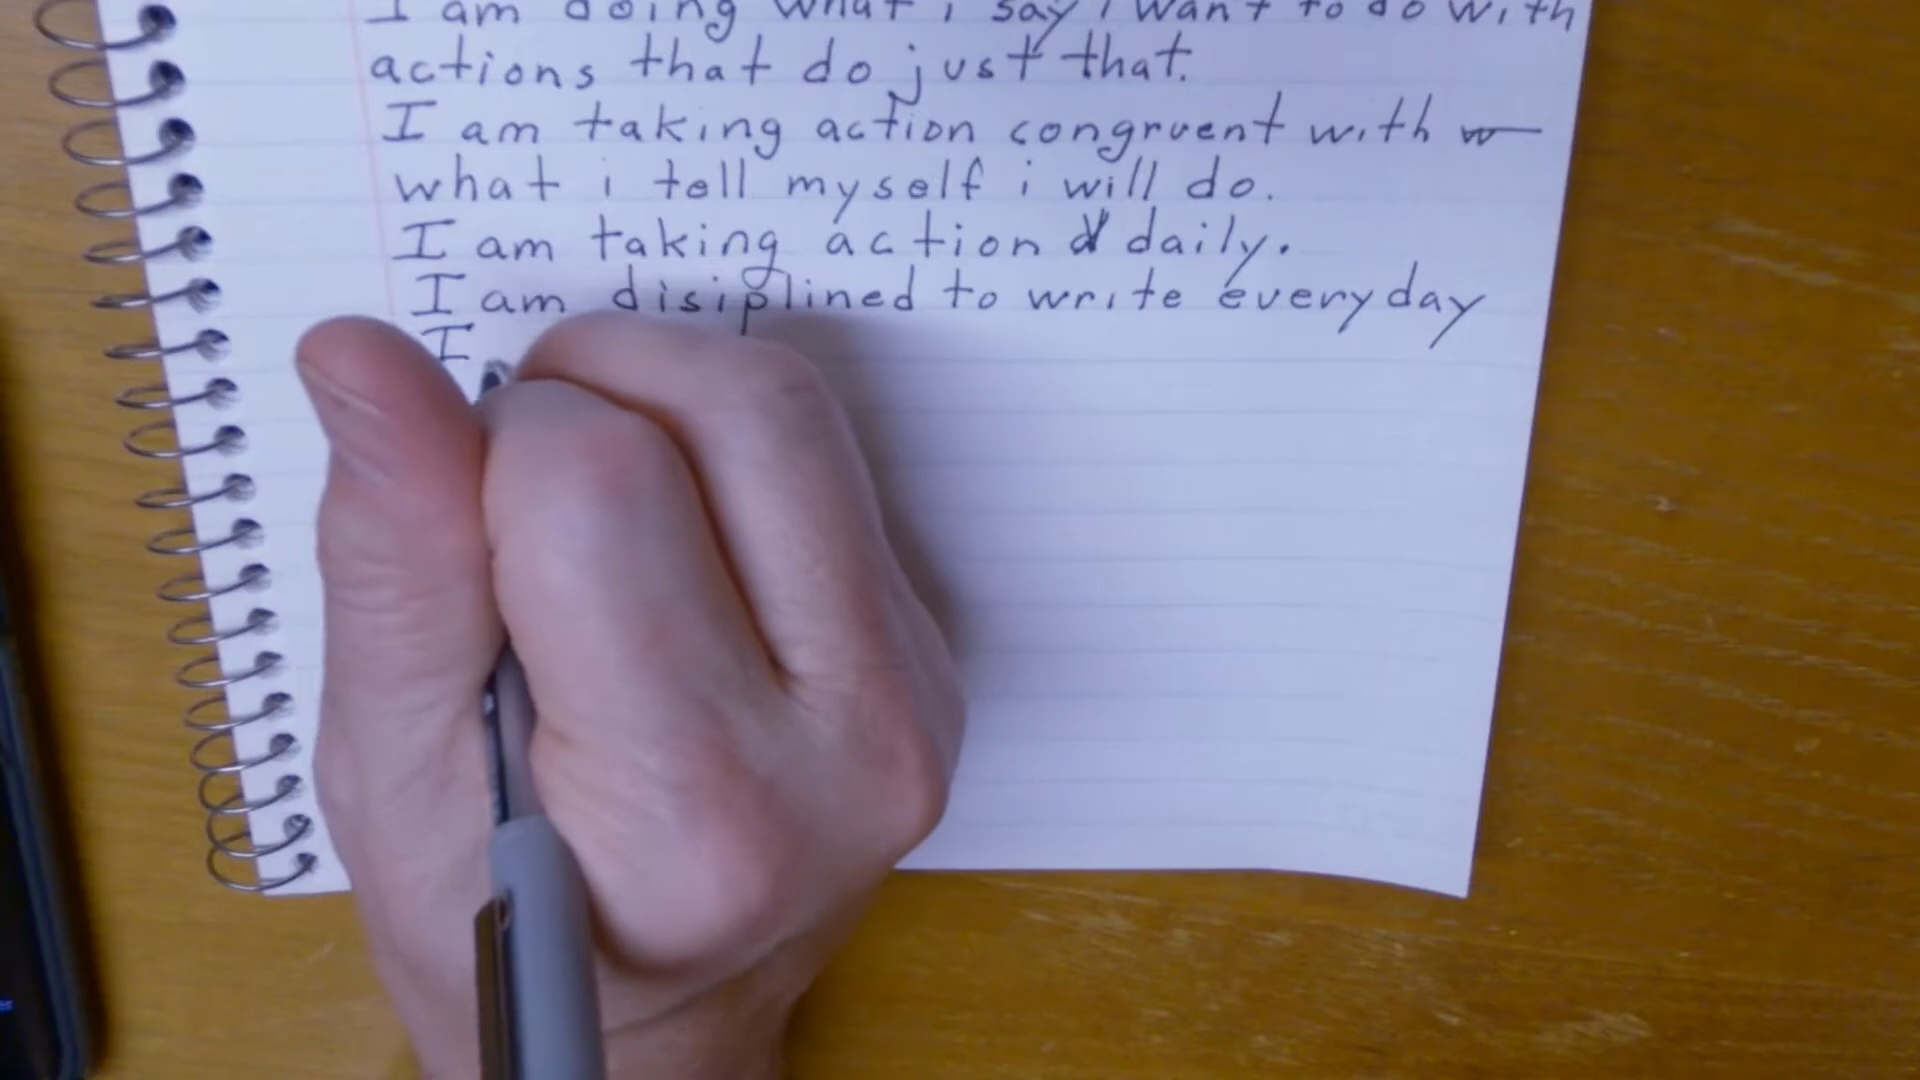 I am doing what i say i want to do with
actions that do just that.
I am taking action congruent with w
what i tell myself i will do.
I am taking action d daily.
I am disiplined to write everyday
I